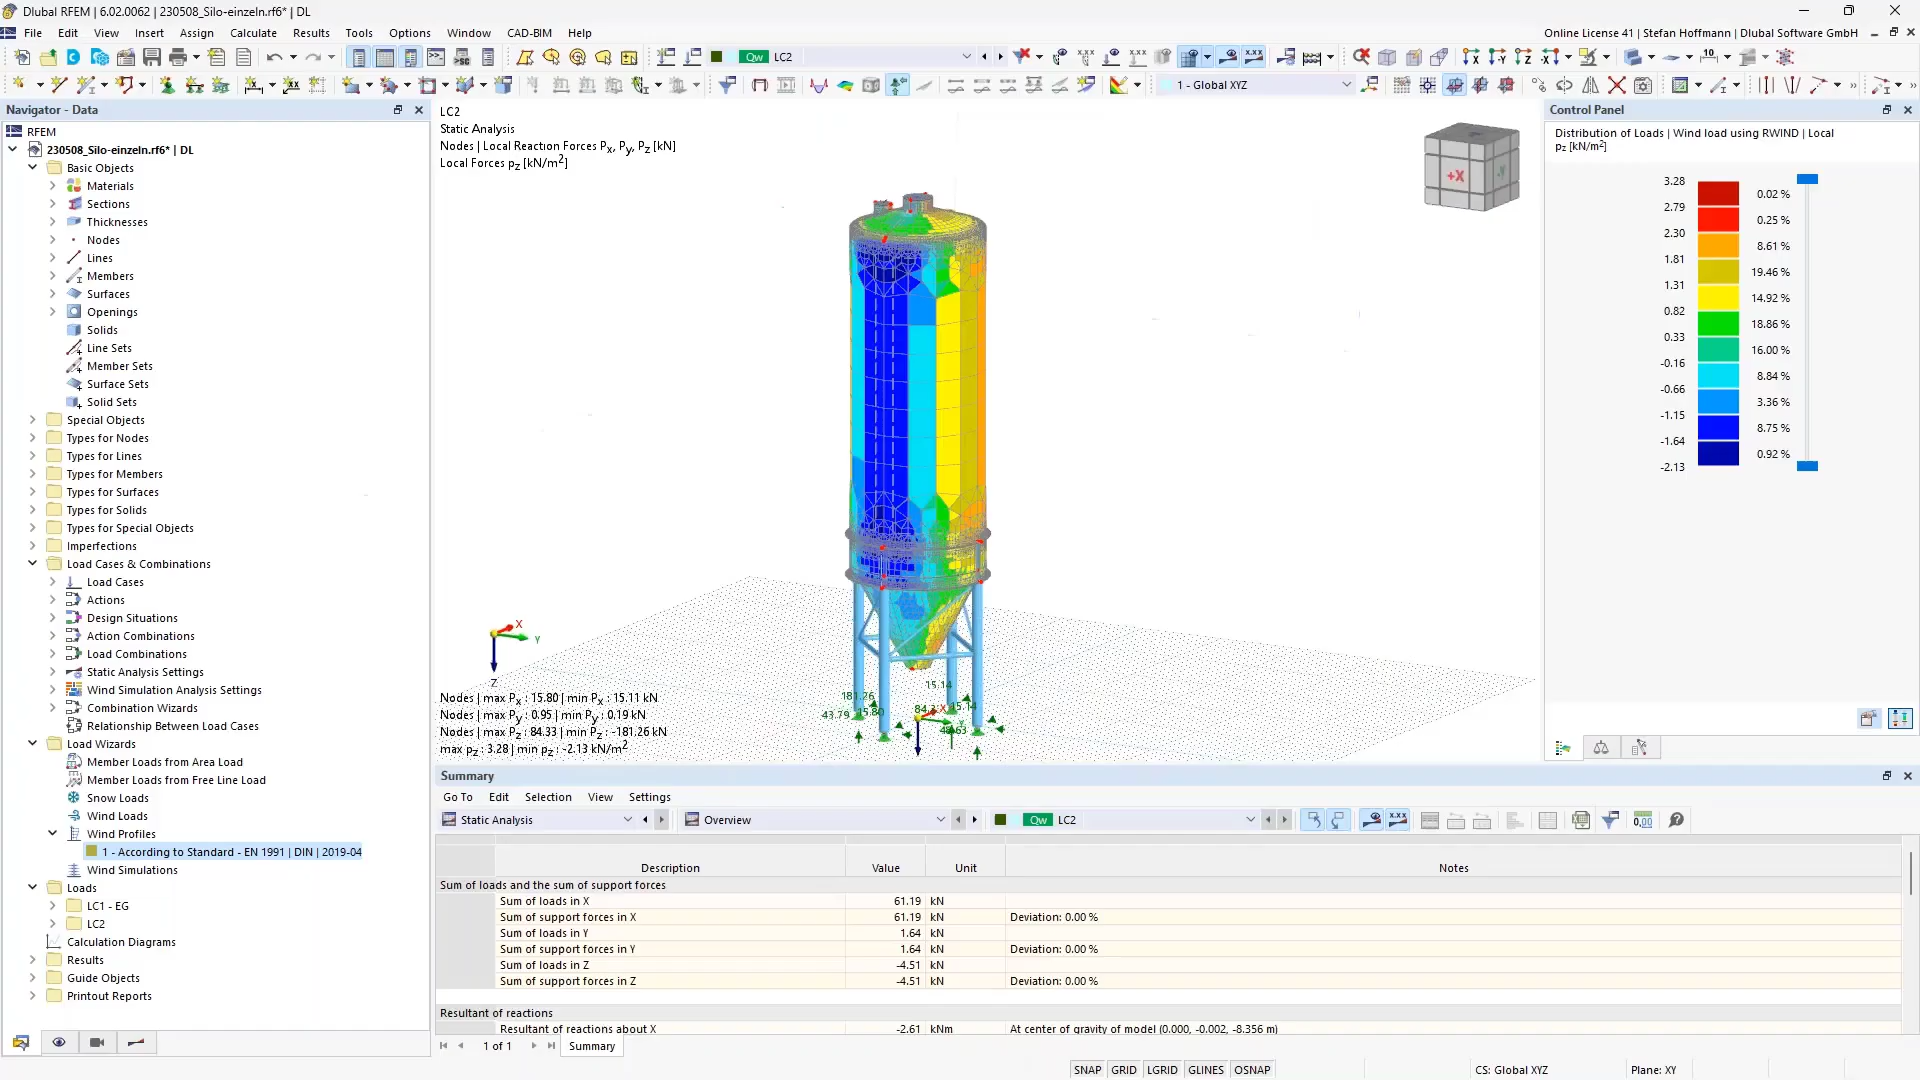 Dlubal RFEM | 6.02.0062 | 230508_Silo-einzeln.rf6* | DL
File Edit View Insert Assign Calculate Results Tools Options Window CAD-BIM Help
Online License 41 | Stefan Hoffmann | Dlubal Software GmbH
Qw LC2
1 - Global XYZ
Navigator - Data
RFEM
230508_Silo-einzeln.rf6* | DL
Basic Objects
Materials
Sections
Thicknesses
Nodes
Lines
Members
Surfaces
Openings
Solids
Line Sets
Member Sets
Surface Sets
Solid Sets
Special Objects
Types for Nodes
Types for Lines
Types for Members
Types for Surfaces
Types for Solids
Types for Special Objects
Imperfections
Load Cases & Combinations
Load Cases
Actions
Design Situations
Action Combinations
Load Combinations
Static Analysis Settings
Wind Simulation Analysis Settings
Combination Wizards
Relationship Between Load Cases
Load Wizards
Member Loads from Area Load
Member Loads from Free Line Load
Snow Loads
Wind Loads
Wind Profiles
1 - According to Standard - EN 1991 | DIN | 2019-04
Wind Simulations
Loads
LC1 - EG
LC2
Calculation Diagrams
Results
Guide Objects
Printout Reports
LC2
Static Analysis
Nodes | Local Reaction Forces Px, Py, Pz [kN]
Local Forces pz [kN/m²]
+X
-Y
X
Y
Z
15.14
181.26
43.79 15.80
Nodes | max Px : 15.80 | min Px : 15.11 kN
Nodes | max Py : 0.95 | min Py : 0.19 kN
Nodes | max Pz : 84.33 | min Pz : -181.26 kN
max pz : 3.28 | min pz : -2.13 kN/m²
Control Panel
Distribution of Loads | Wind load using RWIND | Local
pz [kN/m²]
3.28
0.02 %
2.79
0.25 %
2.30
8.61 %
1.81
19.46 %
1.31
14.92 %
0.82
18.86 %
0.33
16.00 %
-0.16
8.84 %
-0.66
3.36 %
-1.15
8.75 %
-1.64
0.92 %
-2.13
Summary
Go To Edit Selection View Settings
Static Analysis Overview Qw LC2
Description Value Unit Notes
Sum of loads and the sum of support forces
Sum of loads in X 61.19 kN
Sum of support forces in X 61.19 kN Deviation: 0.00 %
Sum of loads in Y 1.64 kN
Sum of support forces in Y 1.64 kN Deviation: 0.00 %
Sum of loads in Z -4.51 kN
Sum of support forces in Z -4.51 kN Deviation: 0.00 %
Resultant of reactions
Resultant of reactions about X -2.61 kNm At center of gravity of model (0.000, -0.002, -8.356 m)
1 of 1 Summary
SNAP GRID LGRID GLINES OSNAP CS: Global XYZ Plane: XY